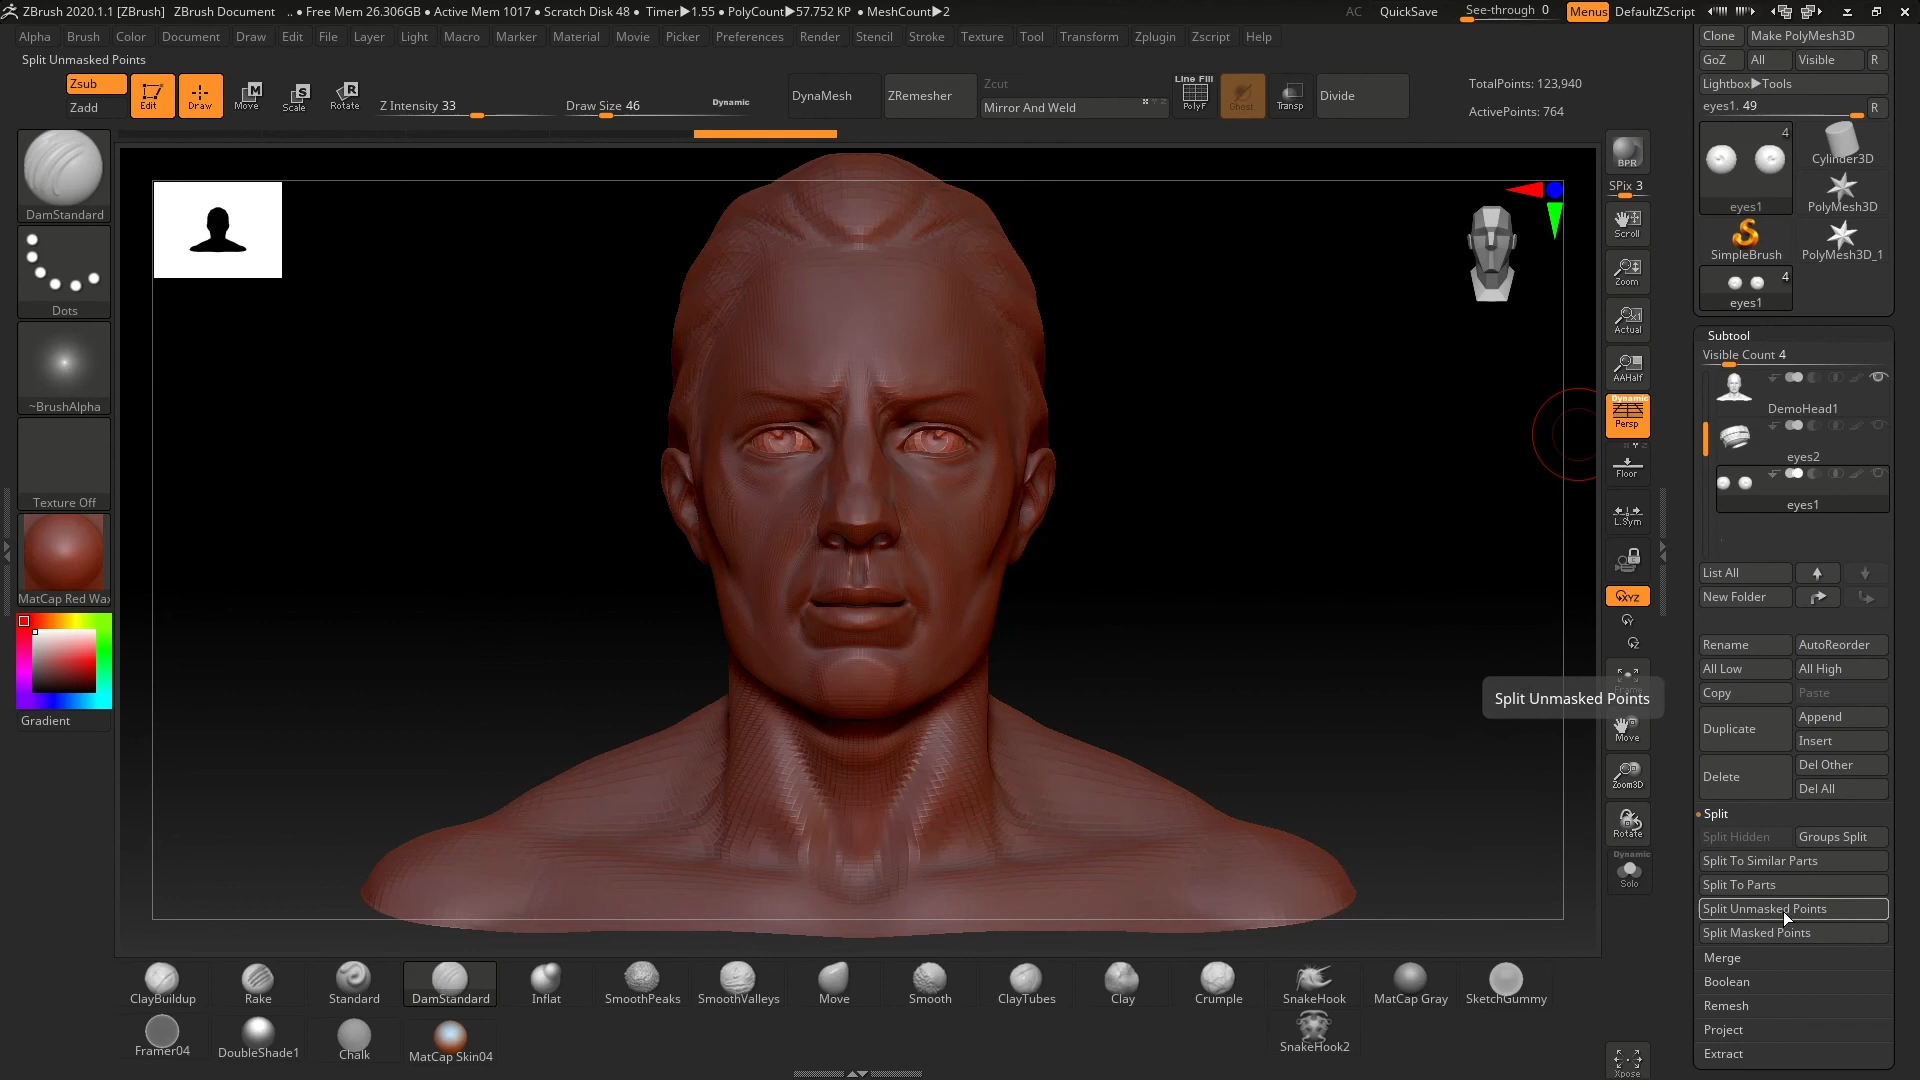 ZBrush 2020.1.1 [ZBrush] ZBrush Document .. ● Free Mem 26.306GB ● Active Mem 1017 ● Scratch Disk 48 ● Timer▶1.55 ● PolyCount▶57.752 KP ● MeshCount▶2 AC QuickSave See-through 0 Menus DefaultZScript
Alpha Brush Color Document Draw Edit File Layer Light Macro Marker Material Movie Picker Preferences Render Stencil Stroke Texture Tool Transform Zplugin Zscript Help
Split Unmasked Points
Zsub
Zadd
Edit
Draw
Move
Scale
Rotate
Z Intensity 33
Draw Size 46
Dynamic
DynaMesh
ZRemesher
Zcut
Mirror And Weld
Line Fill
PolyF
Ghost
Transp
Divide
TotalPoints: 123,940
ActivePoints: 764
DamStandard
Dots
~BrushAlpha
Texture Off
MatCap Red Wax
Gradient
BPR
SPix 3
Scroll
Zoom
Actual
AAHalf
Dynamic
Persp
Floor
L.Sym
XYZ
Frame
Move
Zoom3D
Rotate
Dynamic
Solo
Xpose
Split Unmasked Points
Clone Make PolyMesh3D
GoZ All Visible R
Lightbox▶Tools
eyes1. 49 R
4
eyes1
Cylinder3D
PolyMesh3D
SimpleBrush
PolyMesh3D_1
4
eyes1
Subtool
Visible Count 4
DemoHead1
eyes2
eyes1
List All
New Folder
Rename AutoReorder
All Low All High
Copy Paste
Duplicate Append
Insert
Delete Del Other
Del All
Split
Split Hidden Groups Split
Split To Similar Parts
Split To Parts
Split Unmasked Points
Split Masked Points
Merge
Boolean
Remesh
Project
Extract
ClayBuildup Rake Standard DamStandard Inflat SmoothPeaks SmoothValleys Move Smooth ClayTubes Clay Crumple SnakeHook MatCap Gray SketchGummy
Framer04 DoubleShade1 Chalk MatCap Skin04 SnakeHook2